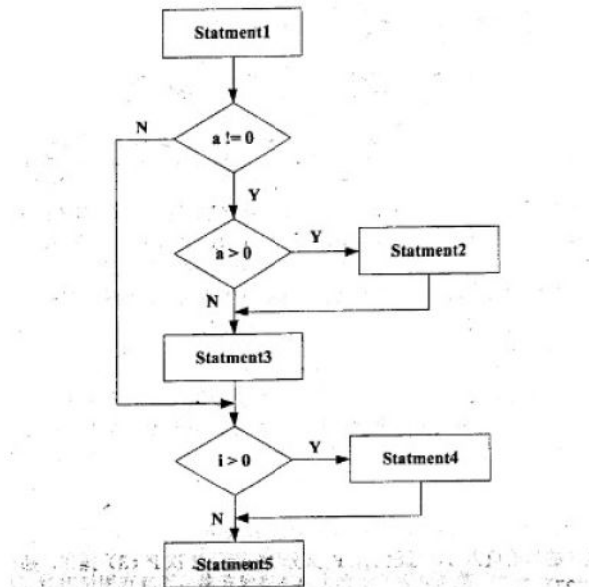 Statment1
N
a != 0
Y
a > 0
Y
Statment2
N
Statment3
i > 0
Y
Statment4
N
Statment5